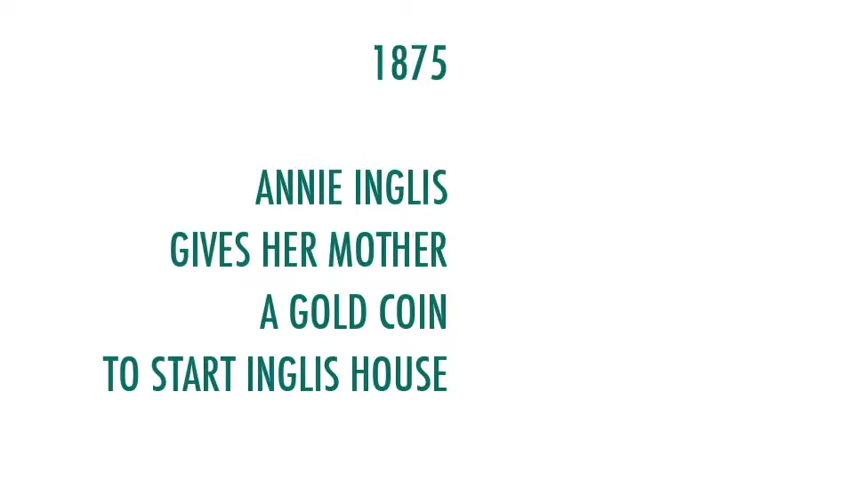 1875
ANNIE INGLIS
GIVES HER MOTHER
A GOLD COIN
TO START INGLIS HOUSE